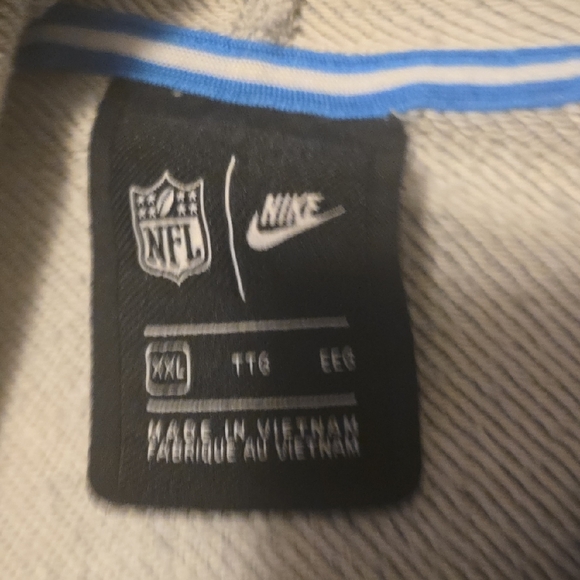 NFL NIKE
XXL TTG EEG
MADE IN VIETNAM
FABRIQUE AU VIETNAM